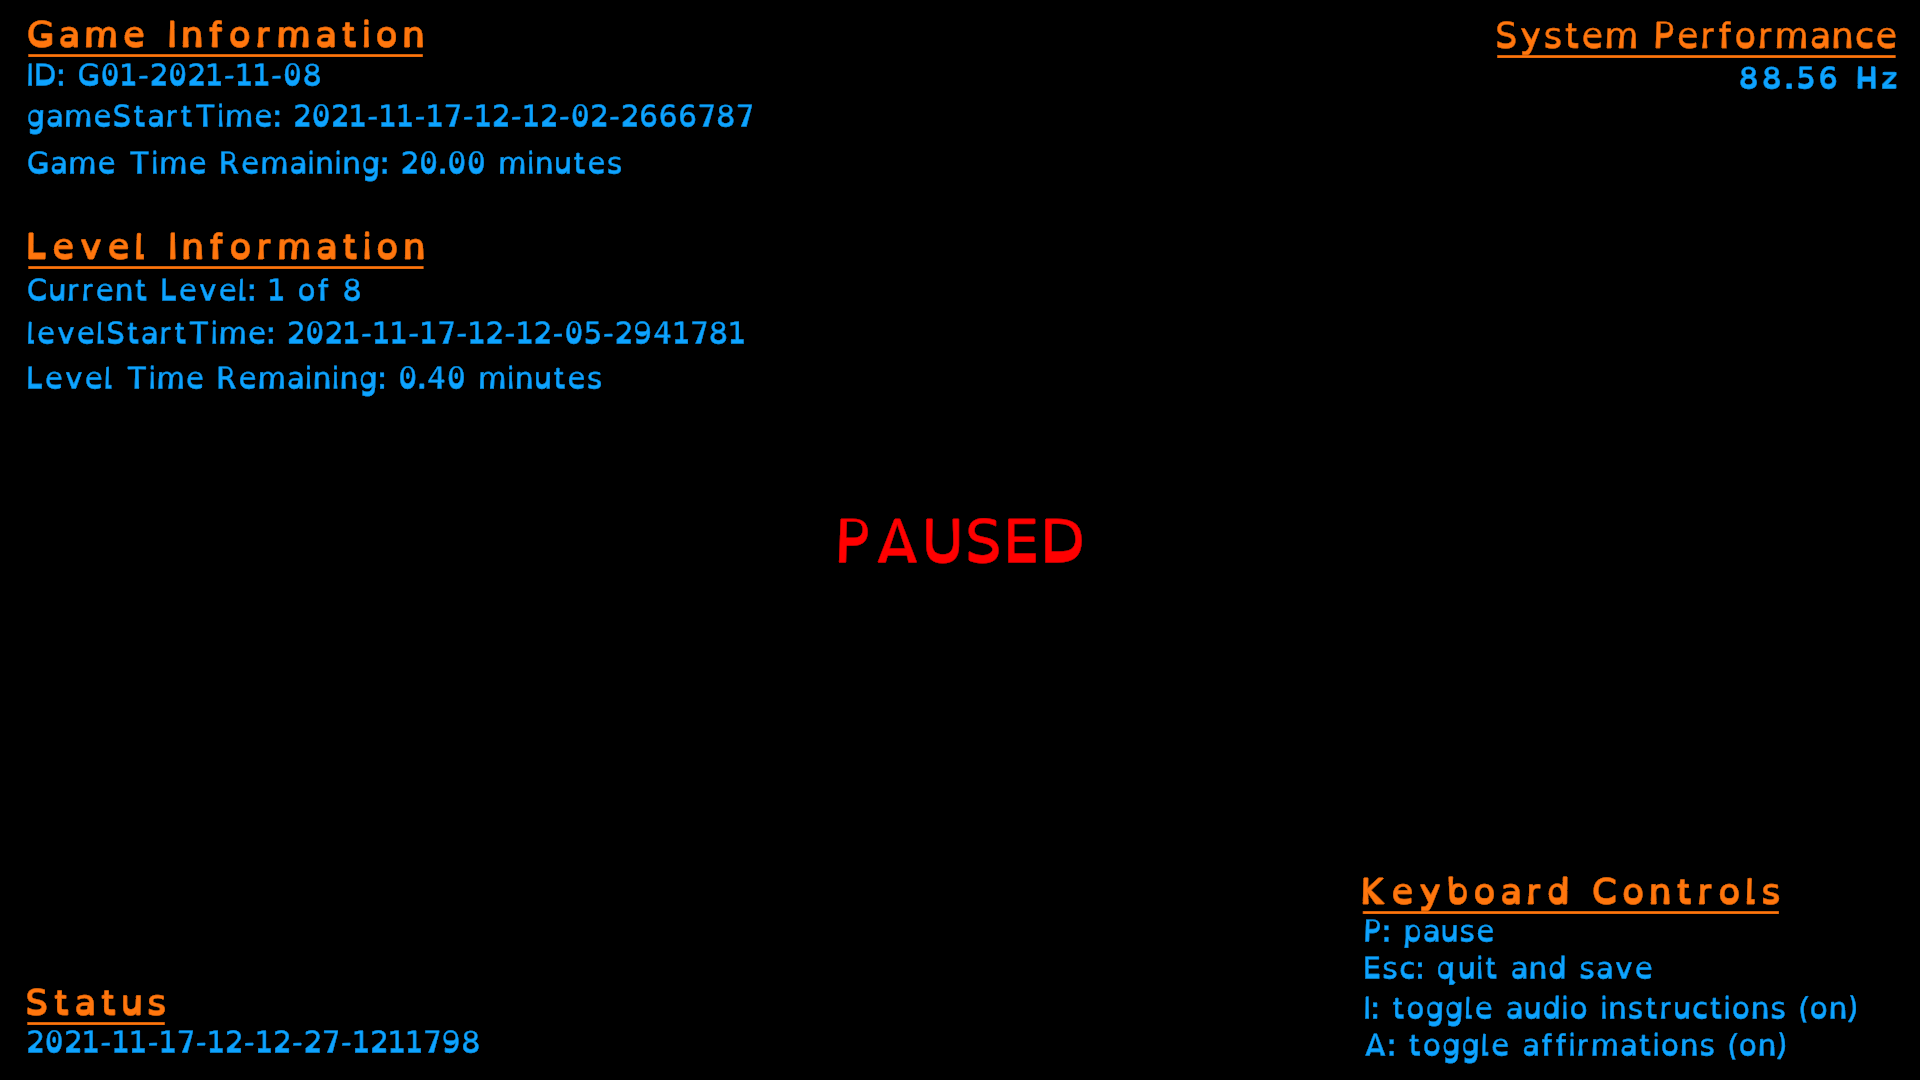 Game Information
ID: G01-2021-11-08
gameStartTime: 2021-11-17-12-12-02-2666787
Game Time Remaining: 20.00 minutes
Level Information
Current Level: 1 of 8
levelStartTime: 2021-11-17-12-12-05-2941781
Level Time Remaining: 0.40 minutes
System Performance
88.56 Hz
PAUSED
Status
2021-11-17-12-12-27-1211798
Keyboard Controls
P: pause
Esc: quit and save
I: toggle audio instructions (on)
A: toggle affirmations (on)